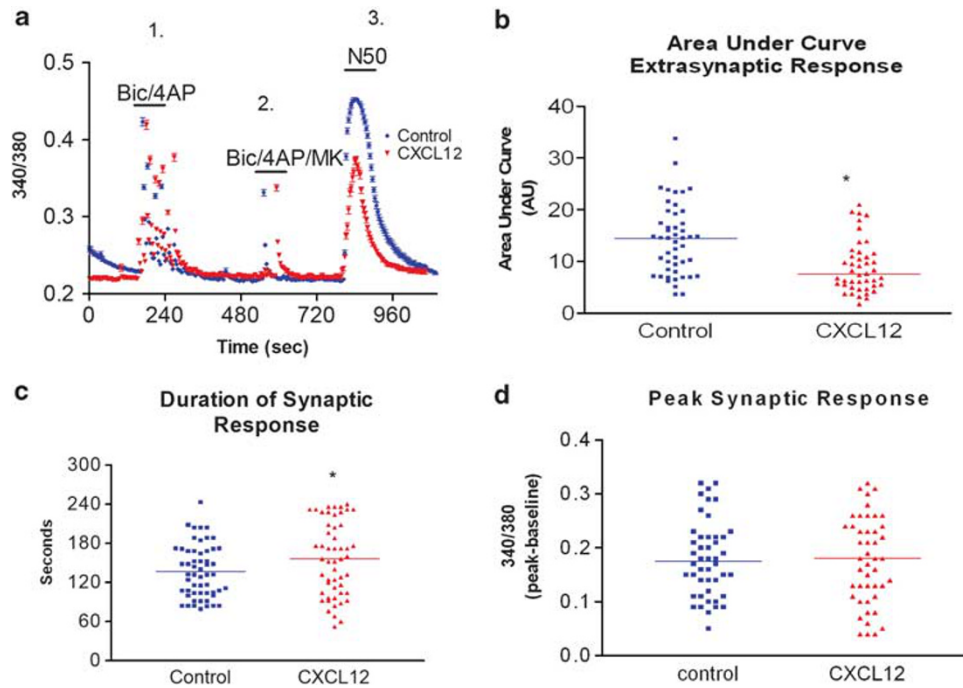 a
1.
2.
3.
Bic/4AP
Bic/4AP/MK
N50
Control
CXCL12
340/380
0.5
0.4
0.3
0.2
0
240
480
720
960
Time (sec)
b
Area Under Curve
Extrasynaptic Response
Area Under Curve
(AU)
40
30
20
10
0
*
Control
CXCL12
c
Duration of Synaptic
Response
Seconds
300
240
180
120
60
0
*
Control
CXCL12
d
Peak Synaptic Response
340/380
(peak-baseline)
0.4
0.3
0.2
0.1
0.0
control
CXCL12